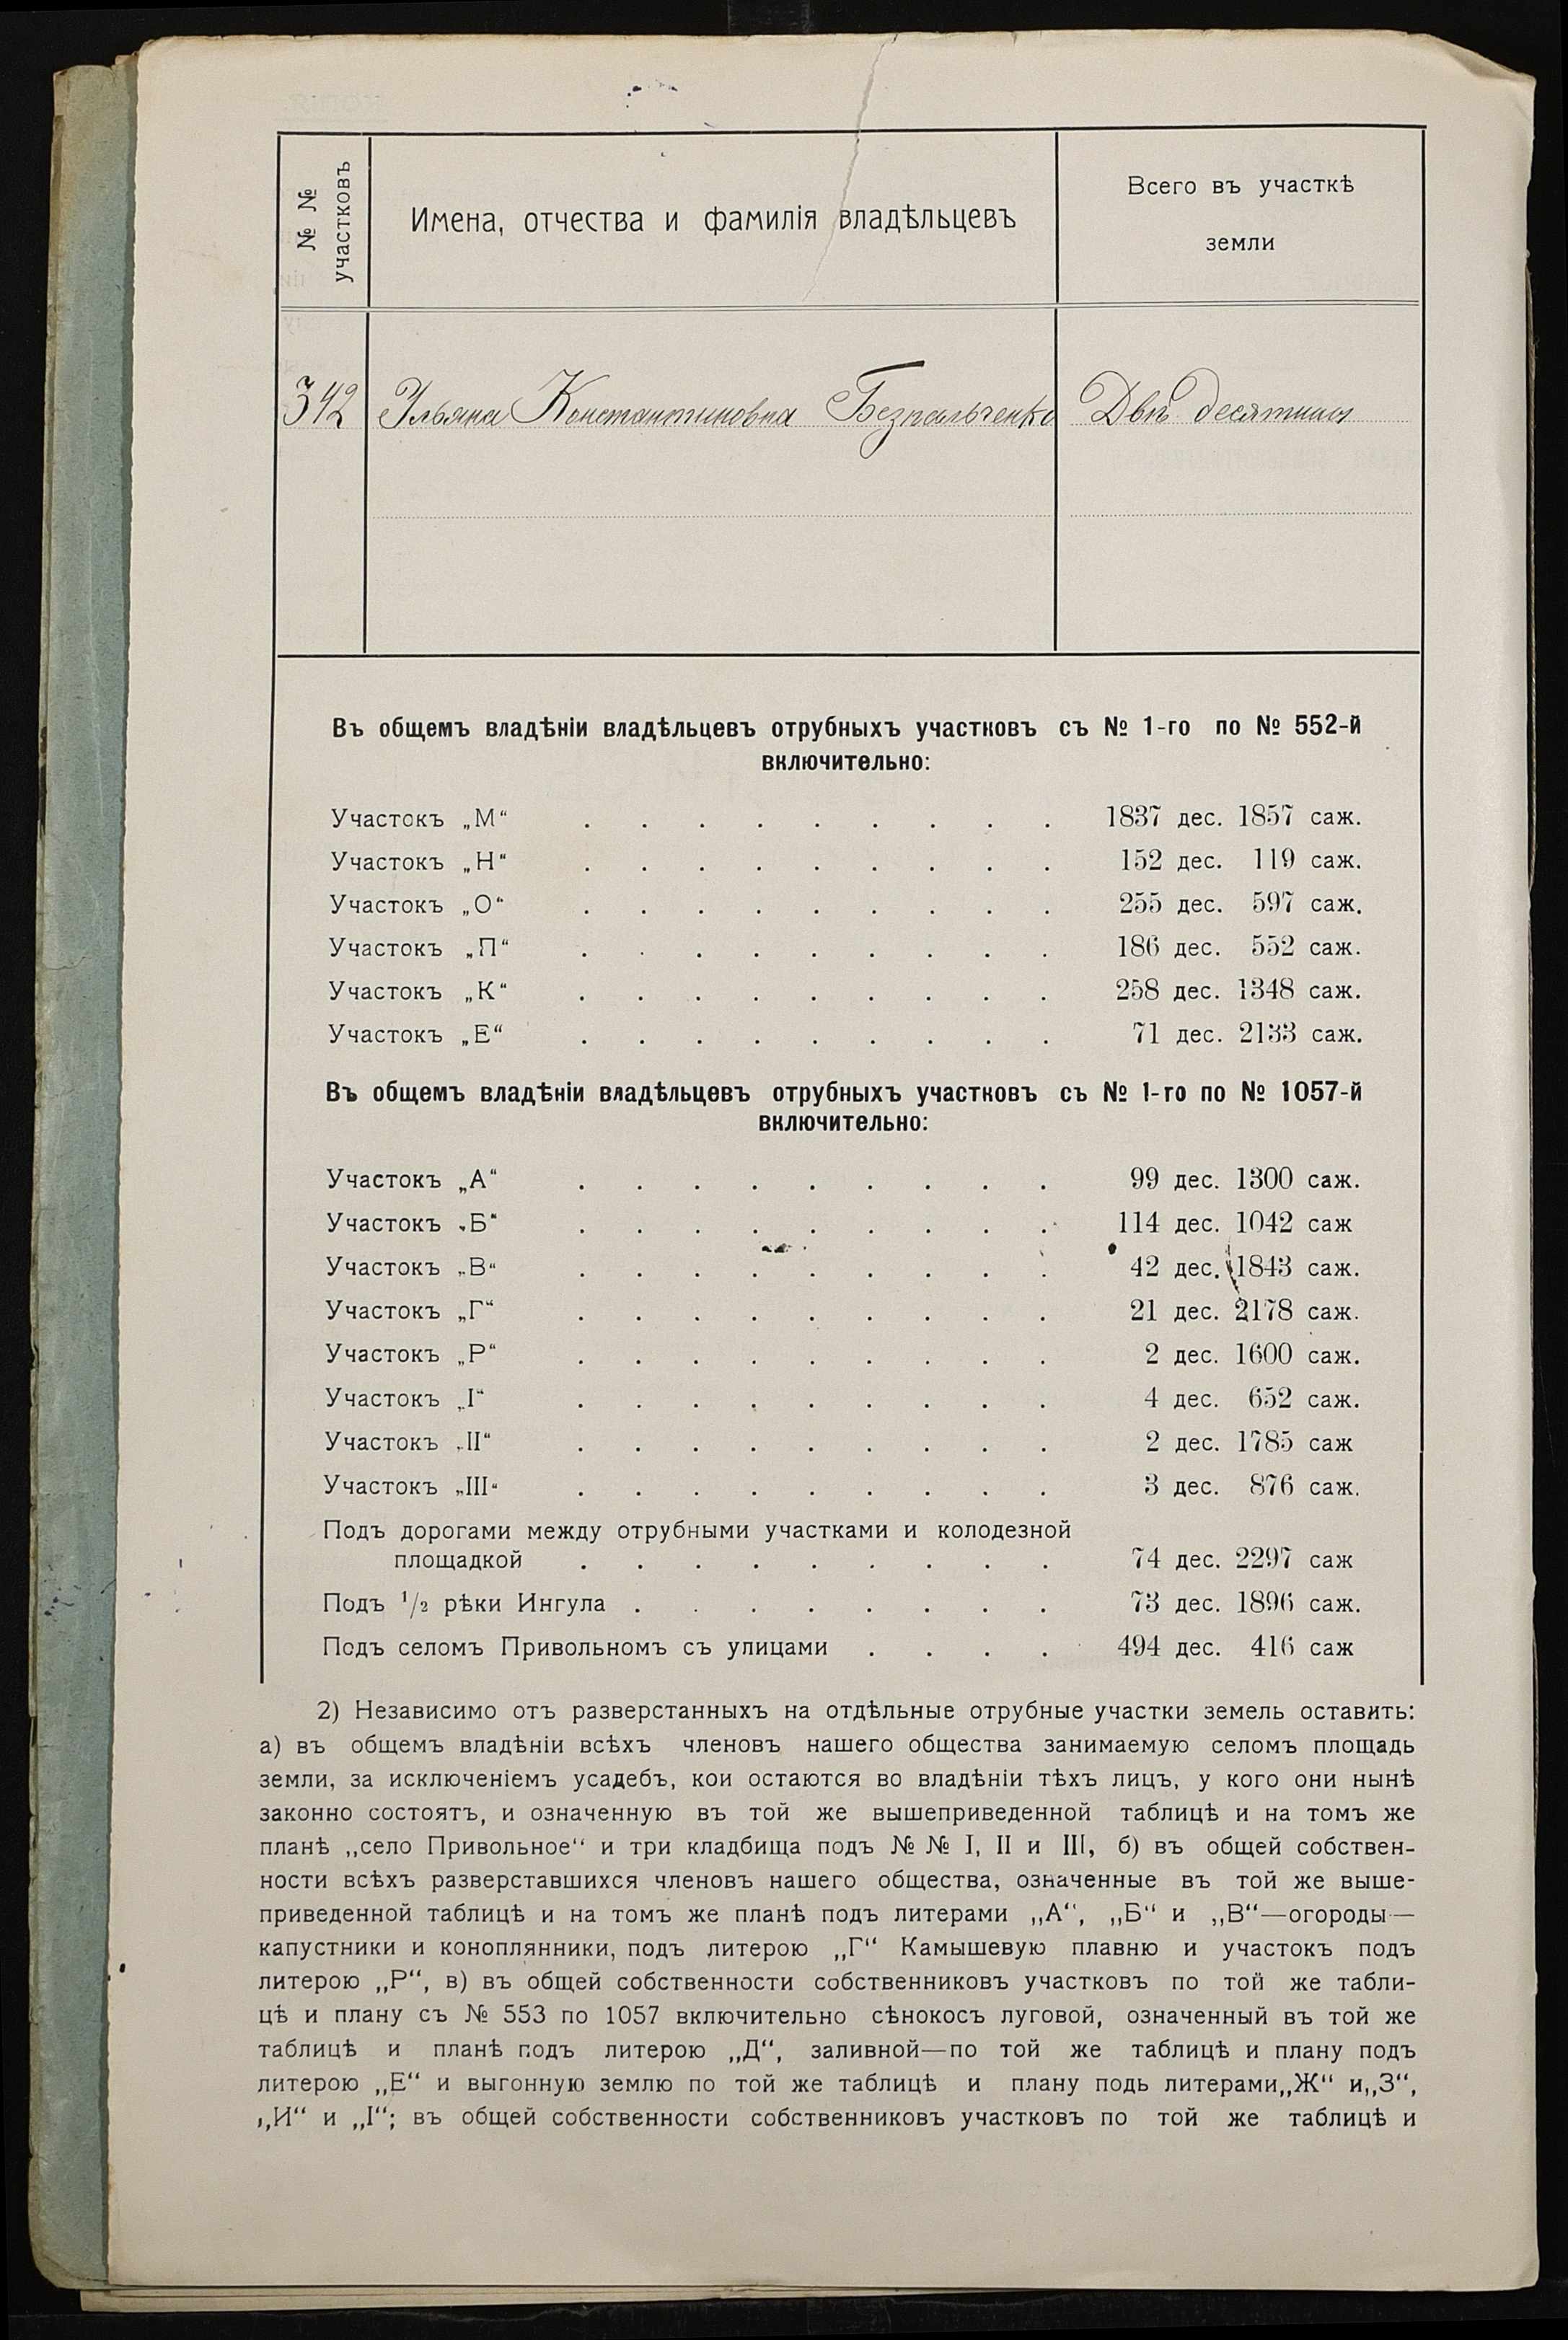 № № участковъ
Имена, отчества и фамилія владѣльцевъ
Всего въ участкѣ
земли
342 Ульяна Константиновна Безпальченко Двѣ десятины
Въ общемъ владѣніи владѣльцевъ отрубныхъ участковъ съ № 1-го по № 552-й
включительно:
Участокъ „М“ . . . . . . . . . 1837 дес. 1857 саж.
Участокъ „Н“ . . . . . . . . . 152 дес. 119 саж.
Участокъ „О“ . . . . . . . . . 255 дес. 597 саж.
Участокъ „П“ . . . . . . . . . 186 дес. 552 саж.
Участокъ „К“ . . . . . . . . . 258 дес. 1348 саж.
Участокъ „Е“ . . . . . . . . . 71 дес. 2133 саж.
Въ общемъ владѣніи владѣльцевъ отрубныхъ участковъ съ № 1-го по № 1057-й
включительно:
Участокъ „А“ . . . . . . . . . 99 дес. 1300 саж.
Участокъ „Б“ . . . . . . . . . 114 дес. 1042 саж
Участокъ „В“ . . . . . . . . . 42 дес. 1843 саж.
Участокъ „Г“ . . . . . . . . . 21 дес. 2178 саж.
Участокъ „Р“ . . . . . . . . . 2 дес. 1600 саж.
Участокъ „I“ . . . . . . . . . 4 дес. 652 саж.
Участокъ „II“ . . . . . . . . . 2 дес. 1785 саж
Участокъ „III“ . . . . . . . . . 3 дес. 876 саж.
Подъ дорогами между отрубными участками и колодезной
площадкой . . . . . . . . . 74 дес. 2297 саж
Подъ 1/2 рѣки Ингула . . . . . . . . 73 дес. 1896 саж.
Подъ селомъ Привольномъ съ улицами . . . . 494 дес. 416 саж
2) Независимо отъ разверстанныхъ на отдѣльные отрубные участки земель оставить:
а) въ общемъ владѣніи всѣхъ членовъ нашего общества занимаемую селомъ площадь
земли, за исключеніемъ усадебъ, кои остаются во владѣніи тѣхъ лицъ, у кого они нынѣ
законно состоятъ, и означенную въ той же вышеприведенной таблицѣ и на томъ же
планѣ „село Привольное“ и три кладбища подъ № № I, II и III, б) въ общей собствен-
ности всѣхъ разверставшихся членовъ нашего общества, означенные въ той же выше-
приведенной таблицѣ и на томъ же планѣ подъ литерами „А“, „Б“ и „В“—огороды—
капустники и коноплянники, подъ литерою „Г“ Камышевую плавню и участокъ подъ
литерою „Р“, в) въ общей собственности собственниковъ участковъ по той же табли-
цѣ и плану съ № 553 по 1057 включительно сѣнокосъ луговой, означенный въ той же
таблицѣ и планѣ подъ литерою „Д“, заливной—по той же таблицѣ и плану подъ
литерою „Е“ и выгонную землю по той же таблицѣ и плану подь литерами„Ж“ и„З“,
„И“ и „I“; въ общей собственности собственниковъ участковъ по той же таблицѣ и